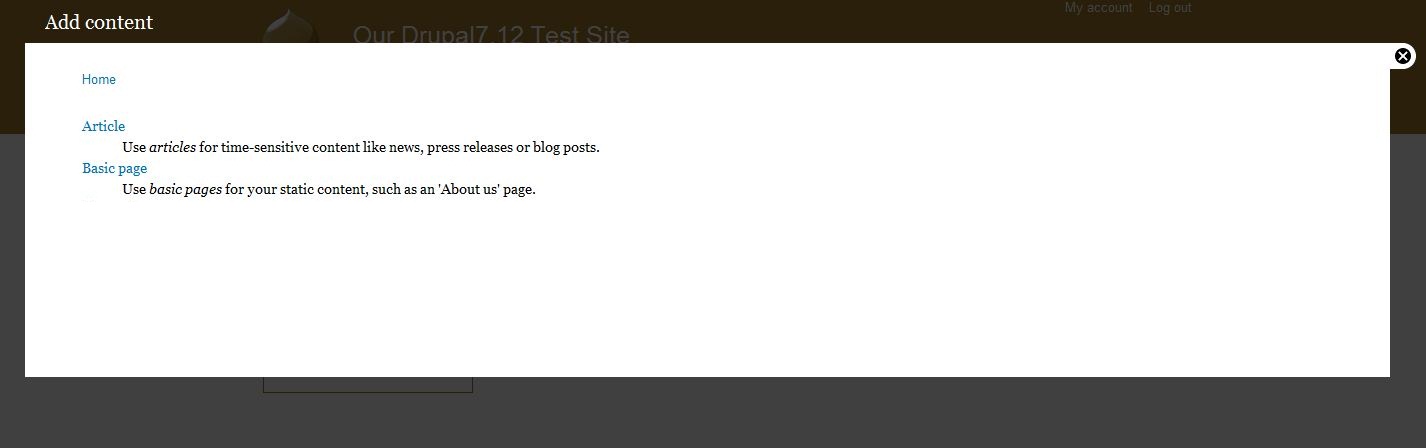 My account Log out
Add content
Our Drupal7.12 Test Site
Home
Article
Use articles for time-sensitive content like news, press releases or blog posts.
Basic page
Use basic pages for your static content, such as an 'About us' page.